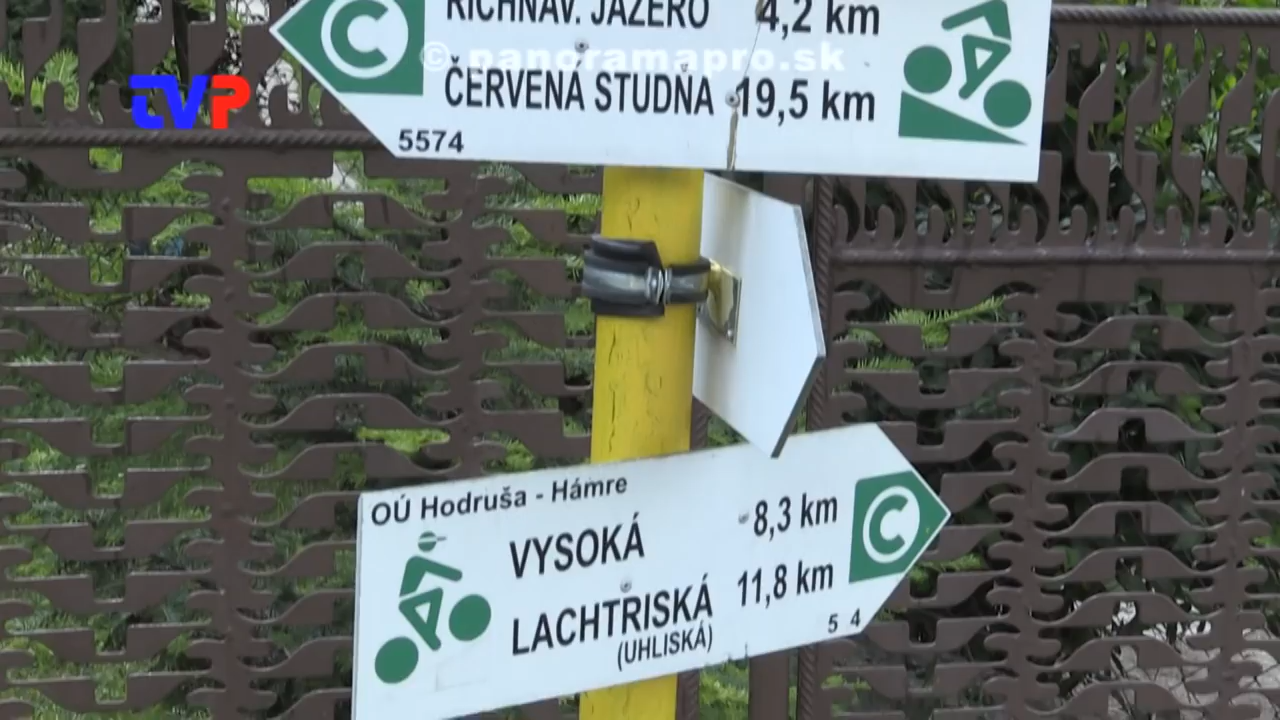 RICHNAV. JAZERO 4,2 km
© panoramapro.sk
TVP
ČERVENÁ STUDŇA 19,5 km
5574
OÚ Hodruša - Hámre
VYSOKÁ 8,3 km
LACHTRISKÁ 11,8 km
(UHLISKÁ)
5 4
C
C